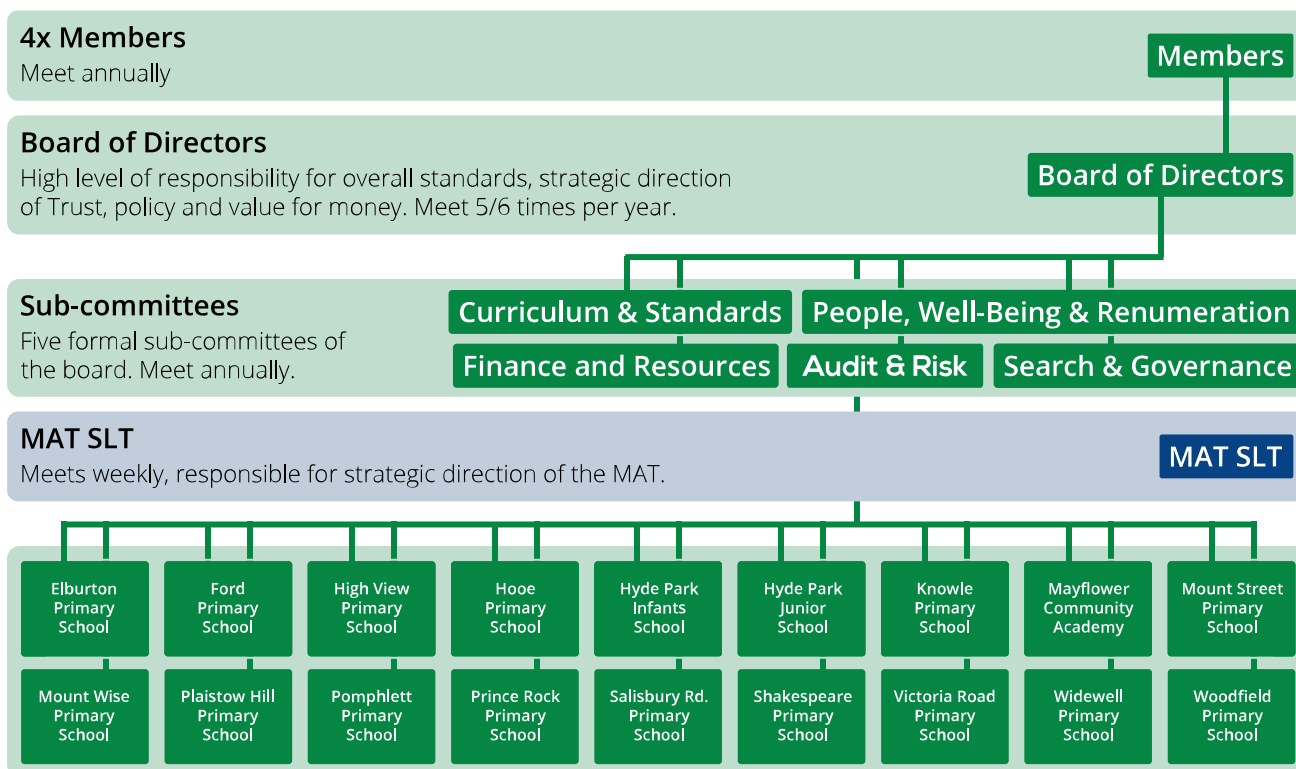 4x Members
Meet annually
Members
Board of Directors
High level of responsibility for overall standards, strategic direction
of Trust, policy and value for money. Meet 5/6 times per year.
Board of Directors
Sub-committees
Five formal sub-committees of
the board. Meet annually.
Curriculum & Standards
People, Well-Being & Renumeration
Finance and Resources
Audit & Risk
Search & Governance
MAT SLT
Meets weekly, responsible for strategic direction of the MAT.
MAT SLT
Elburton
Primary
School
Ford
Primary
School
High View
Primary
School
Hooe
Primary
School
Hyde Park
Infants
School
Hyde Park
Junior
School
Knowle
Primary
School
Mayflower
Community
Academy
Mount Street
Primary
School
Mount Wise
Primary
School
Plaistow Hill
Primary
School
Pomphlett
Primary
School
Prince Rock
Primary
School
Salisbury Rd.
Primary
School
Shakespeare
Primary
School
Victoria Road
Primary
School
Widewell
Primary
School
Woodfield
Primary
School